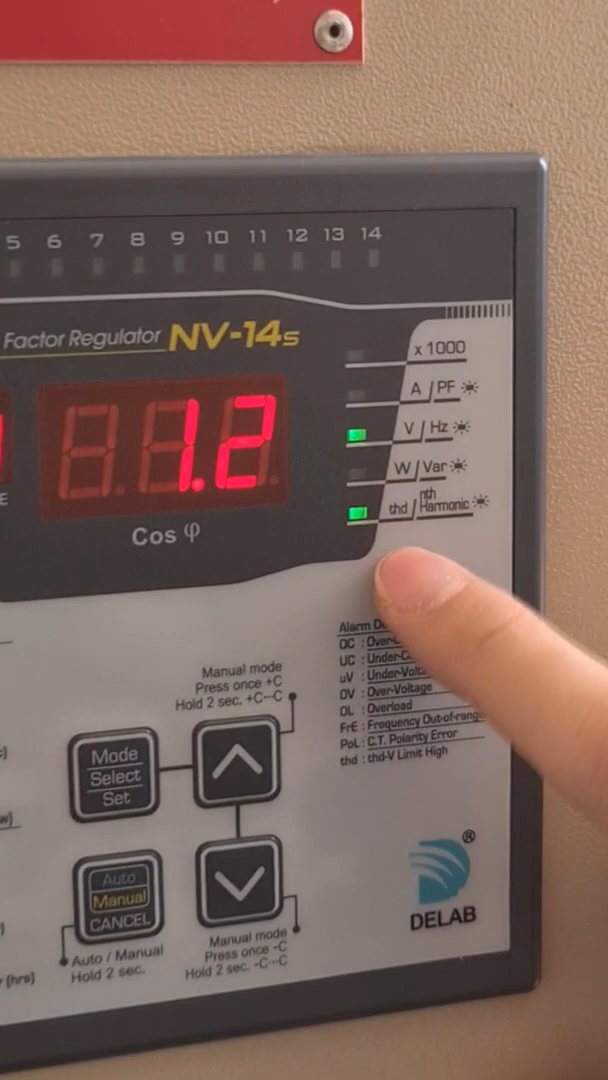 5 6 7 8 9 10 11 12 13 14
Factor Regulator NV-14s
x 1000
A / PF
V / Hz
W / Var
thd / nth Harmonic
1.2
E
Cos φ
Alarm
OC : Over-
UC : Under-
uV : Under-
OV : Over-Voltage
OL : Overload
FrE : Frequency Out-of-range
PoL : C.T. Polarity Error
thd : thd-V Limit High
Manual mode
Press once +C
Hold 2 sec. +C---C
Mode
Select
Set
Auto
Manual
CANCEL
Auto / Manual
Hold 2 sec.
Manual mode
Press once -C
Hold 2 sec. -C---C
r (hrs)
®
DELAB